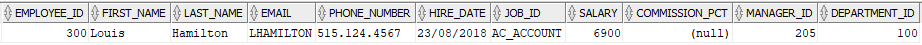 EMPLOYEE_ID FIRST_NAME LAST_NAME EMAIL PHONE_NUMBER HIRE_DATE JOB_ID SALARY COMMISSION_PCT MANAGER_ID DEPARTMENT_ID
300 Louis Hamilton LHAMILTON 515.124.4567 23/08/2018 AC_ACCOUNT 6900 (null) 205 100